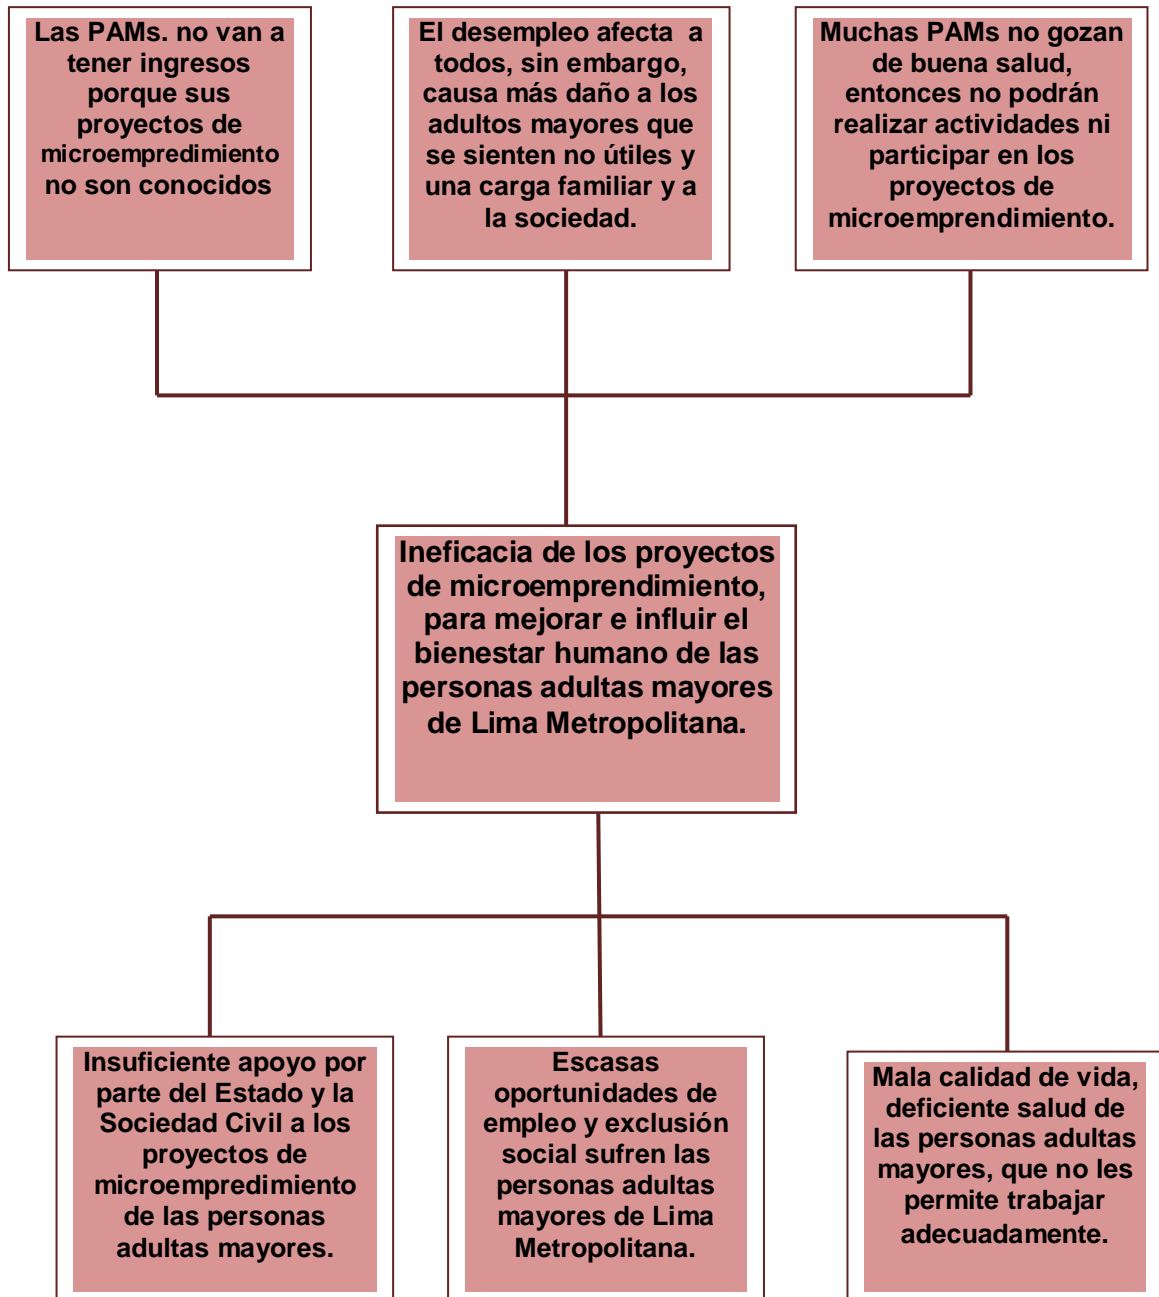 Las PAMs. no van a
tener ingresos
porque sus
proyectos de
microempredimiento
no son conocidos
El desempleo afecta a
todos, sin embargo,
causa más daño a los
adultos mayores que
se sienten no útiles y
una carga familiar y a
la sociedad.
Muchas PAMs no gozan
de buena salud,
entonces no podrán
realizar actividades ni
participar en los
proyectos de
microemprendimiento.
Ineficacia de los proyectos
de microemprendimiento,
para mejorar e influir el
bienestar humano de las
personas adultas mayores
de Lima Metropolitana.
Insuficiente apoyo por
parte del Estado y la
Sociedad Civil a los
proyectos de
microempredimiento
de las personas
adultas mayores.
Escasas
oportunidades de
empleo y exclusión
social sufren las
personas adultas
mayores de Lima
Metropolitana.
Mala calidad de vida,
deficiente salud de
las personas adultas
mayores, que no les
permite trabajar
adecuadamente.